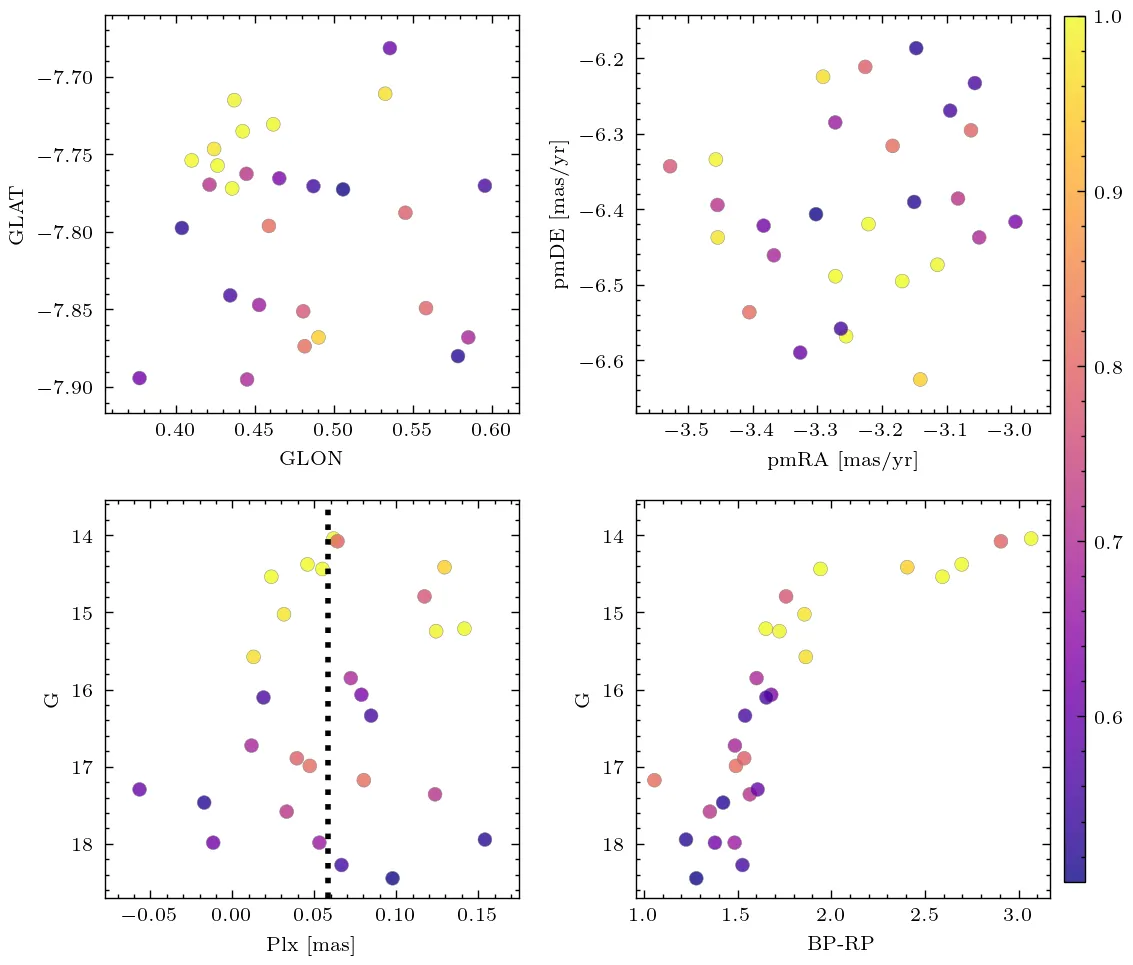 −7.70
−7.75
−7.80
−7.85
−7.90
GLAT
0.40 0.45 0.50 0.55 0.60
GLON
−6.2
−6.3
−6.4
−6.5
−6.6
pmDE [mas/yr]
−3.5 −3.4 −3.3 −3.2 −3.1 −3.0
pmRA [mas/yr]
1.0
0.9
0.8
0.7
0.6
14
15
16
17
18
G
−0.05 0.00 0.05 0.10 0.15
Plx [mas]
14
15
16
17
18
G
1.0 1.5 2.0 2.5 3.0
BP-RP